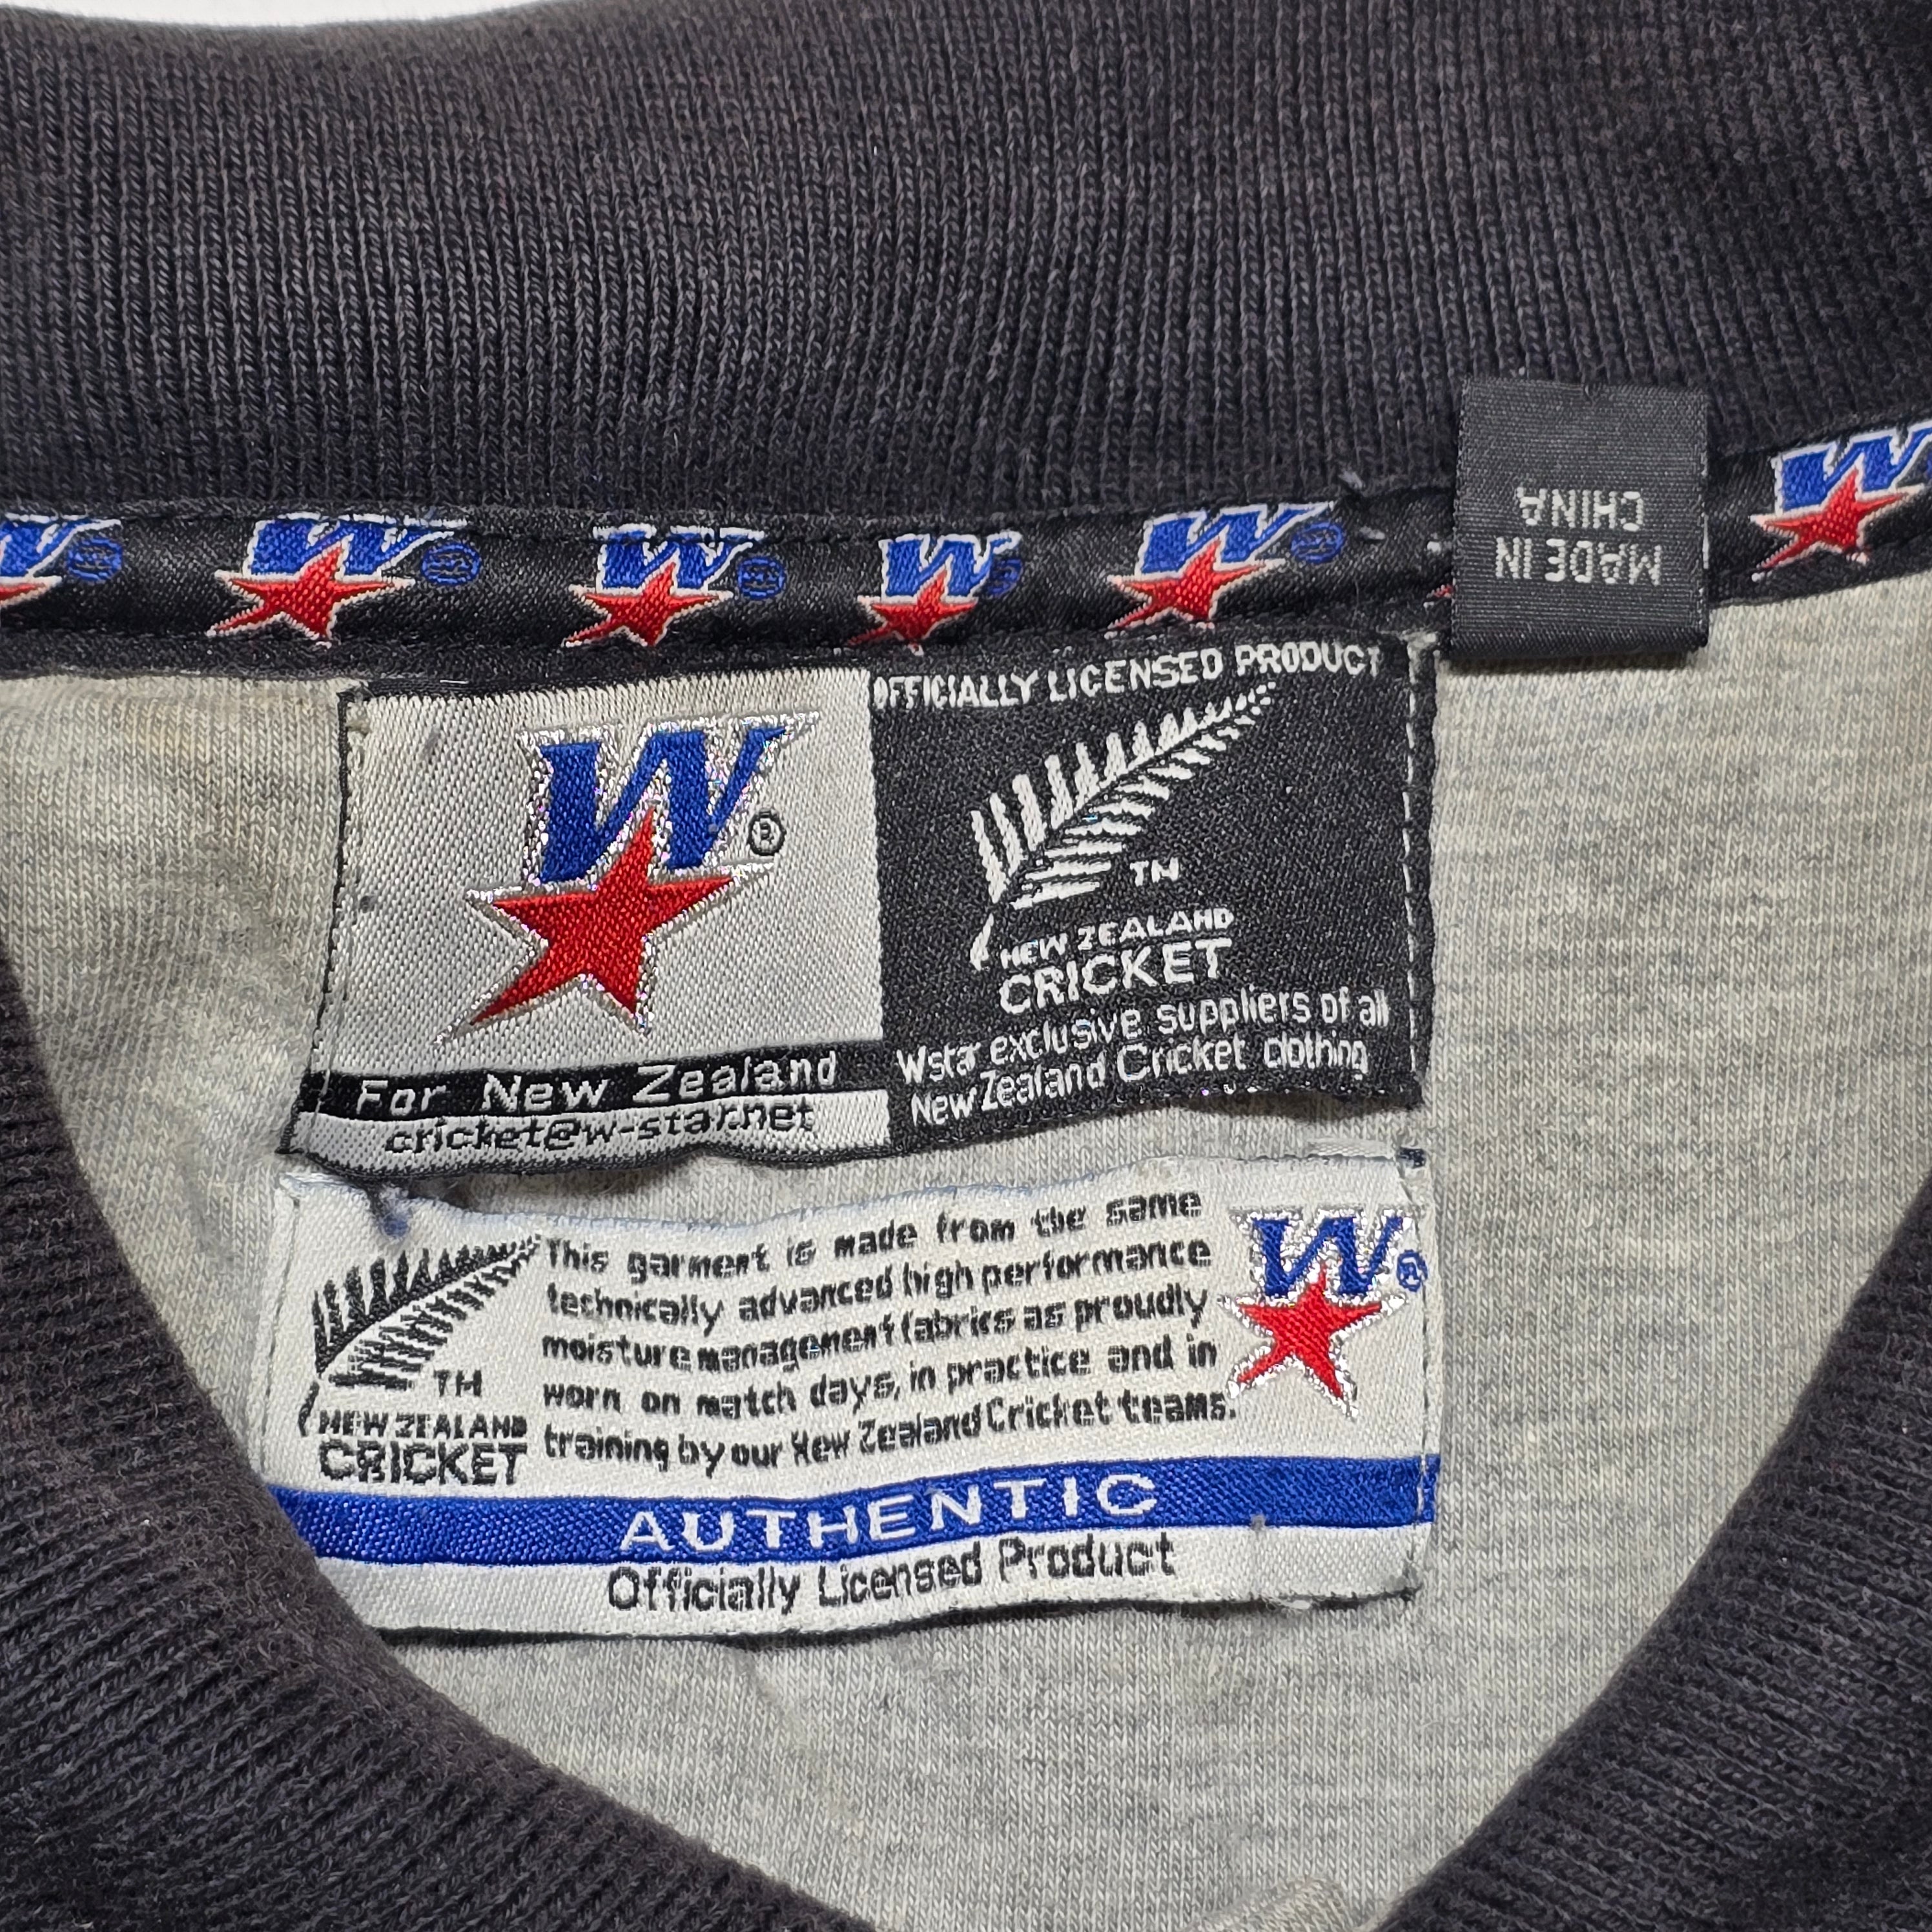 W ®
W ®
W ®
W ®
W ®
MADE IN
CHINA
W
W ®
For New Zealand
cricket@w-star.net
OFFICIALLY LICENSED PRODUCT
TM
NEW ZEALAND
CRICKET
Wstar exclusive suppliers of all
New Zealand Cricket clothing
TM
NEW ZEALAND
CRICKET
This garment is made from the same
technically advanced high performance
moisture management fabrics as proudly
worn on match days, in practice and in
training by our New Zealand Cricket teams.
W ®
AUTHENTIC
Officially Licensed Product